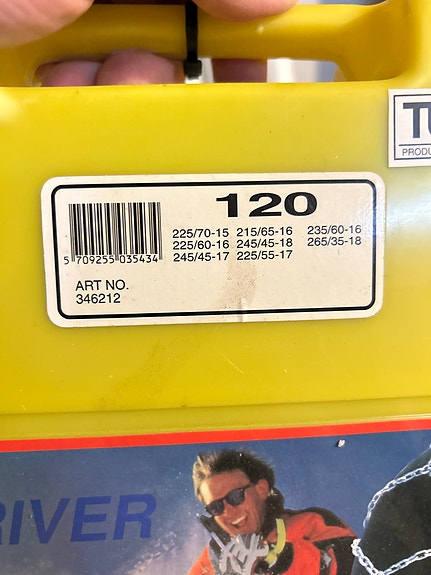 TU
PRODU
120
225/70-15 215/65-16 235/60-16
225/60-16 245/45-18 265/35-18
245/45-17 225/55-17
5 709255 035434
ART NO.
346212
RIVER